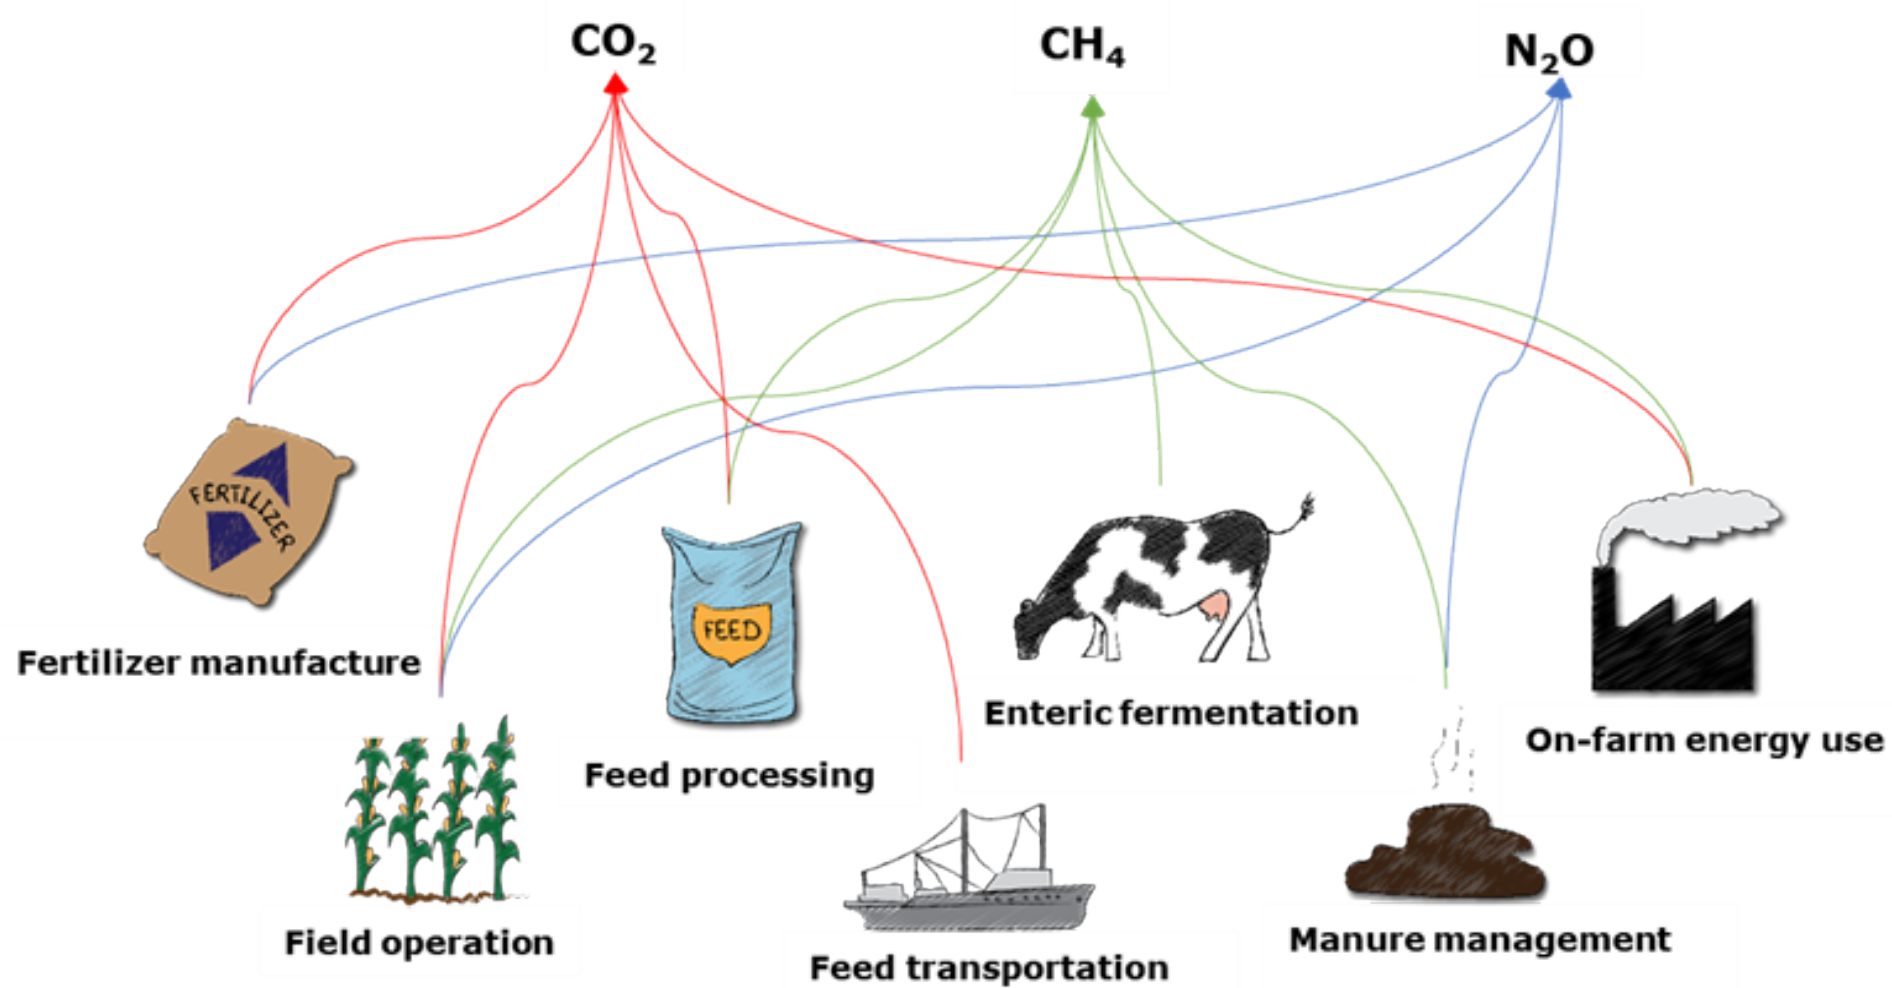 CO₂
CH₄
N₂O
FERTILIZER
Fertilizer manufacture
FEED
Feed processing
Enteric fermentation
On-farm energy use
Field operation
Feed transportation
Manure management